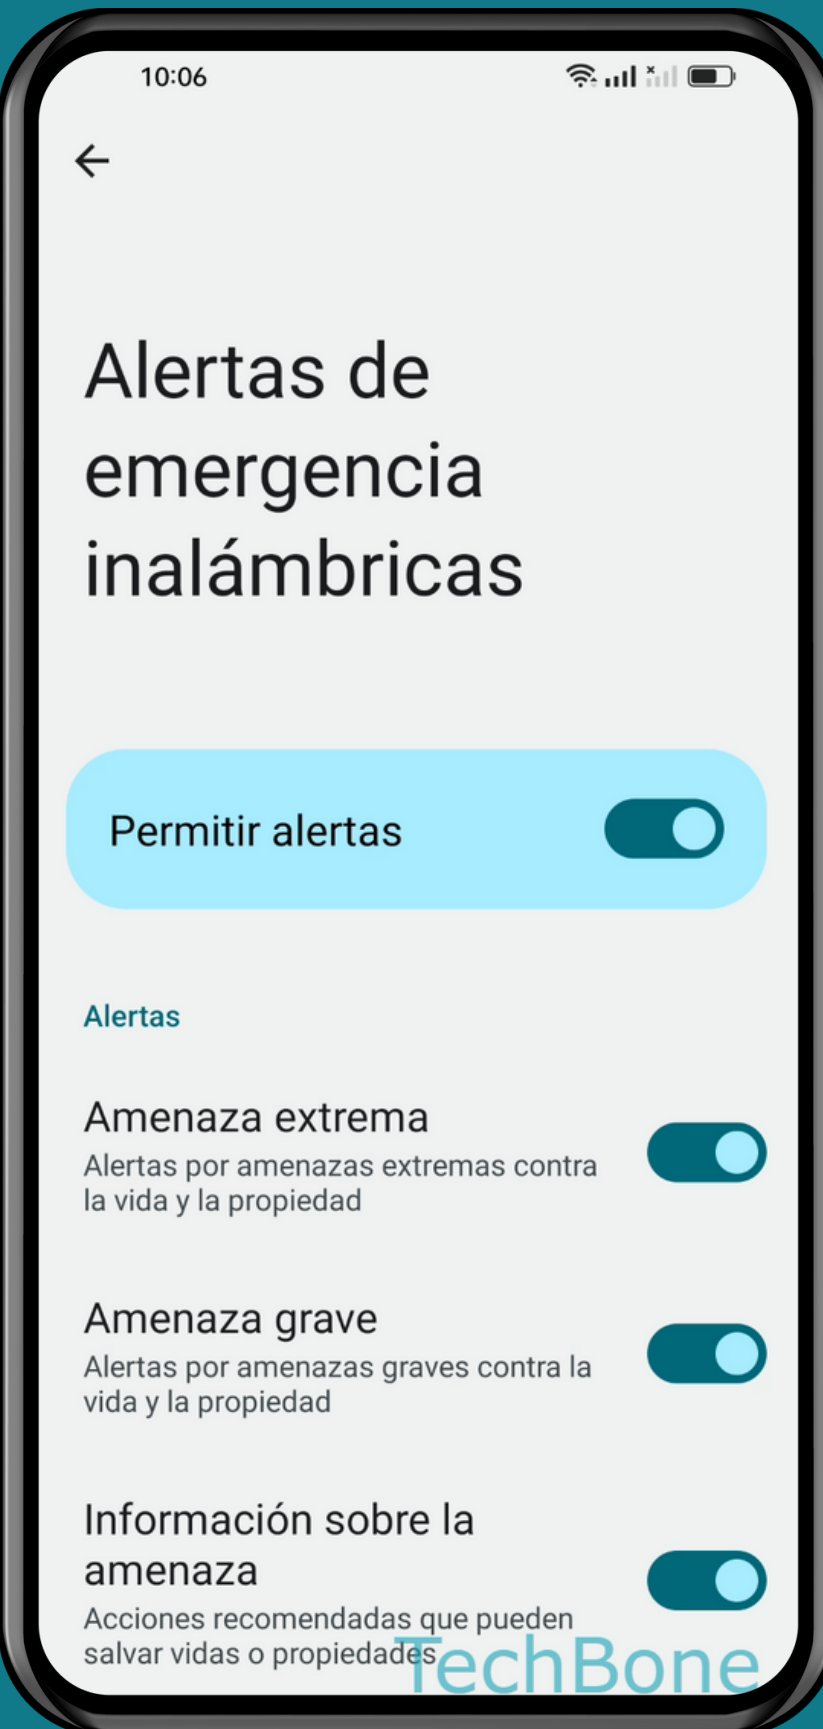 10:06
Alertas de
emergencia
inalámbricas
Permitir alertas
Alertas
Amenaza extrema
Alertas por amenazas extremas contra
la vida y la propiedad
Amenaza grave
Alertas por amenazas graves contra la
vida y la propiedad
Información sobre la
amenaza
Acciones recomendadas que pueden
salvar vidas o propiedades
TechBone